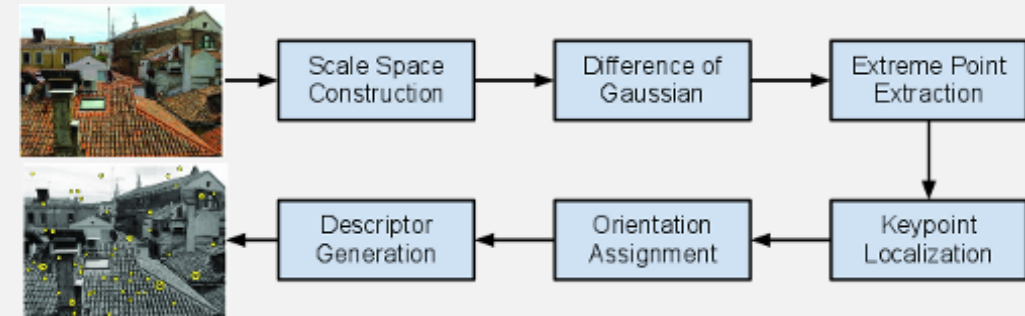 Scale Space
Construction
Difference of
Gaussian
Extreme Point
Extraction
Keypoint
Localization
Orientation
Assignment
Descriptor
Generation